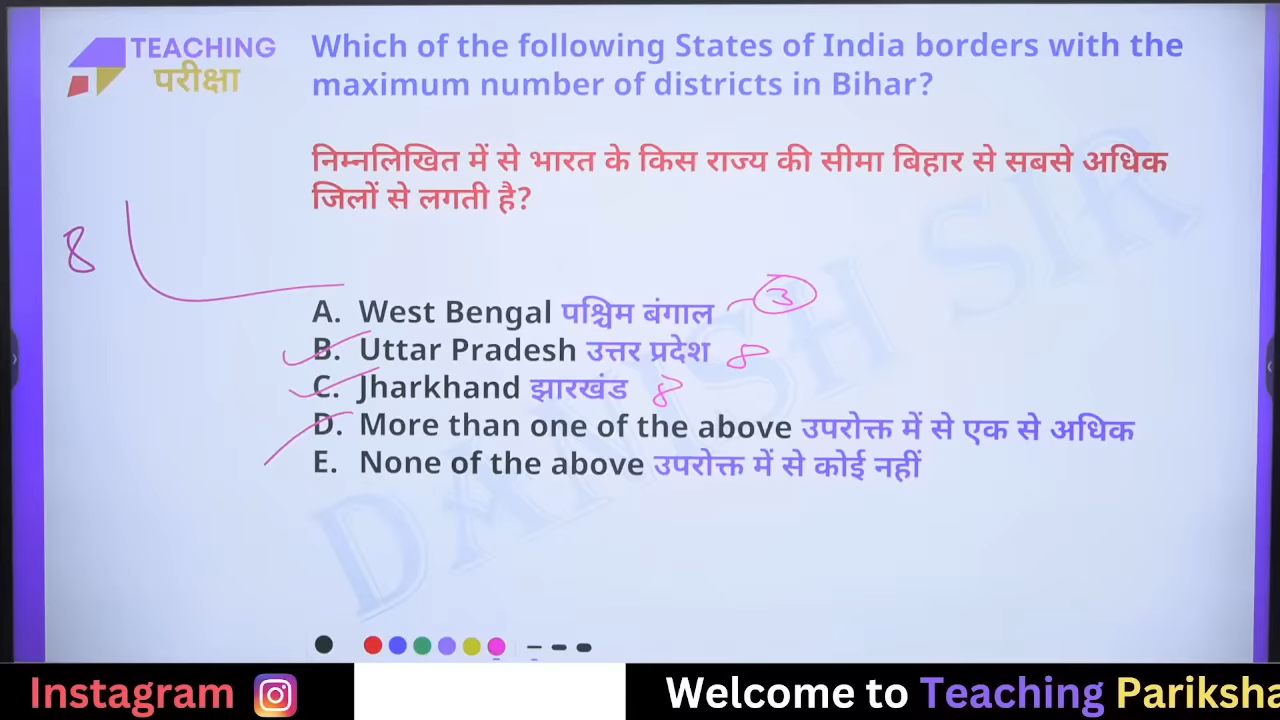 TEACHING
परीक्षा
Which of the following States of India borders with the
maximum number of districts in Bihar?
निम्नलिखित में से भारत के किस राज्य की सीमा बिहार से सबसे अधिक
जिलों से लगती है?
8
A. West Bengal पश्चिम बंगाल 3
B. Uttar Pradesh उत्तर प्रदेश 8
C. Jharkhand झारखंड 8
D. More than one of the above उपरोक्त में से एक से अधिक
E. None of the above उपरोक्त में से कोई नहीं
DANISH SIR
Instagram
Welcome to Teaching Pariksha